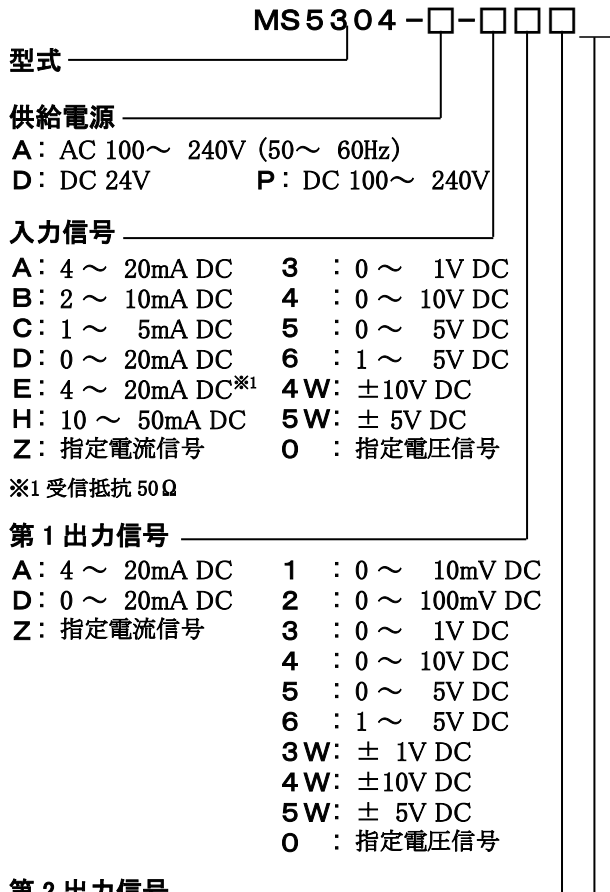 MS5304-□-□□□
型式
供給電源
A: AC 100～ 240V (50～ 60Hz)
D: DC 24V P: DC 100～ 240V
入力信号
A: 4 ～ 20mA DC 3 : 0 ～ 1V DC
B: 2 ～ 10mA DC 4 : 0 ～ 10V DC
C: 1 ～ 5mA DC 5 : 0 ～ 5V DC
D: 0 ～ 20mA DC 6 : 1 ～ 5V DC
E: 4 ～ 20mA DC※1 4W: ±10V DC
H: 10 ～ 50mA DC 5W: ± 5V DC
Z: 指定電流信号 0 : 指定電圧信号
※1 受信抵抗 50Ω
第1出力信号
A: 4 ～ 20mA DC 1 : 0 ～ 10mV DC
D: 0 ～ 20mA DC 2 : 0 ～ 100mV DC
Z: 指定電流信号 3 : 0 ～ 1V DC
4 : 0 ～ 10V DC
5 : 0 ～ 5V DC
6 : 1 ～ 5V DC
3W: ± 1V DC
4W: ±10V DC
5W: ± 5V DC
0 : 指定電圧信号
第2出力信号